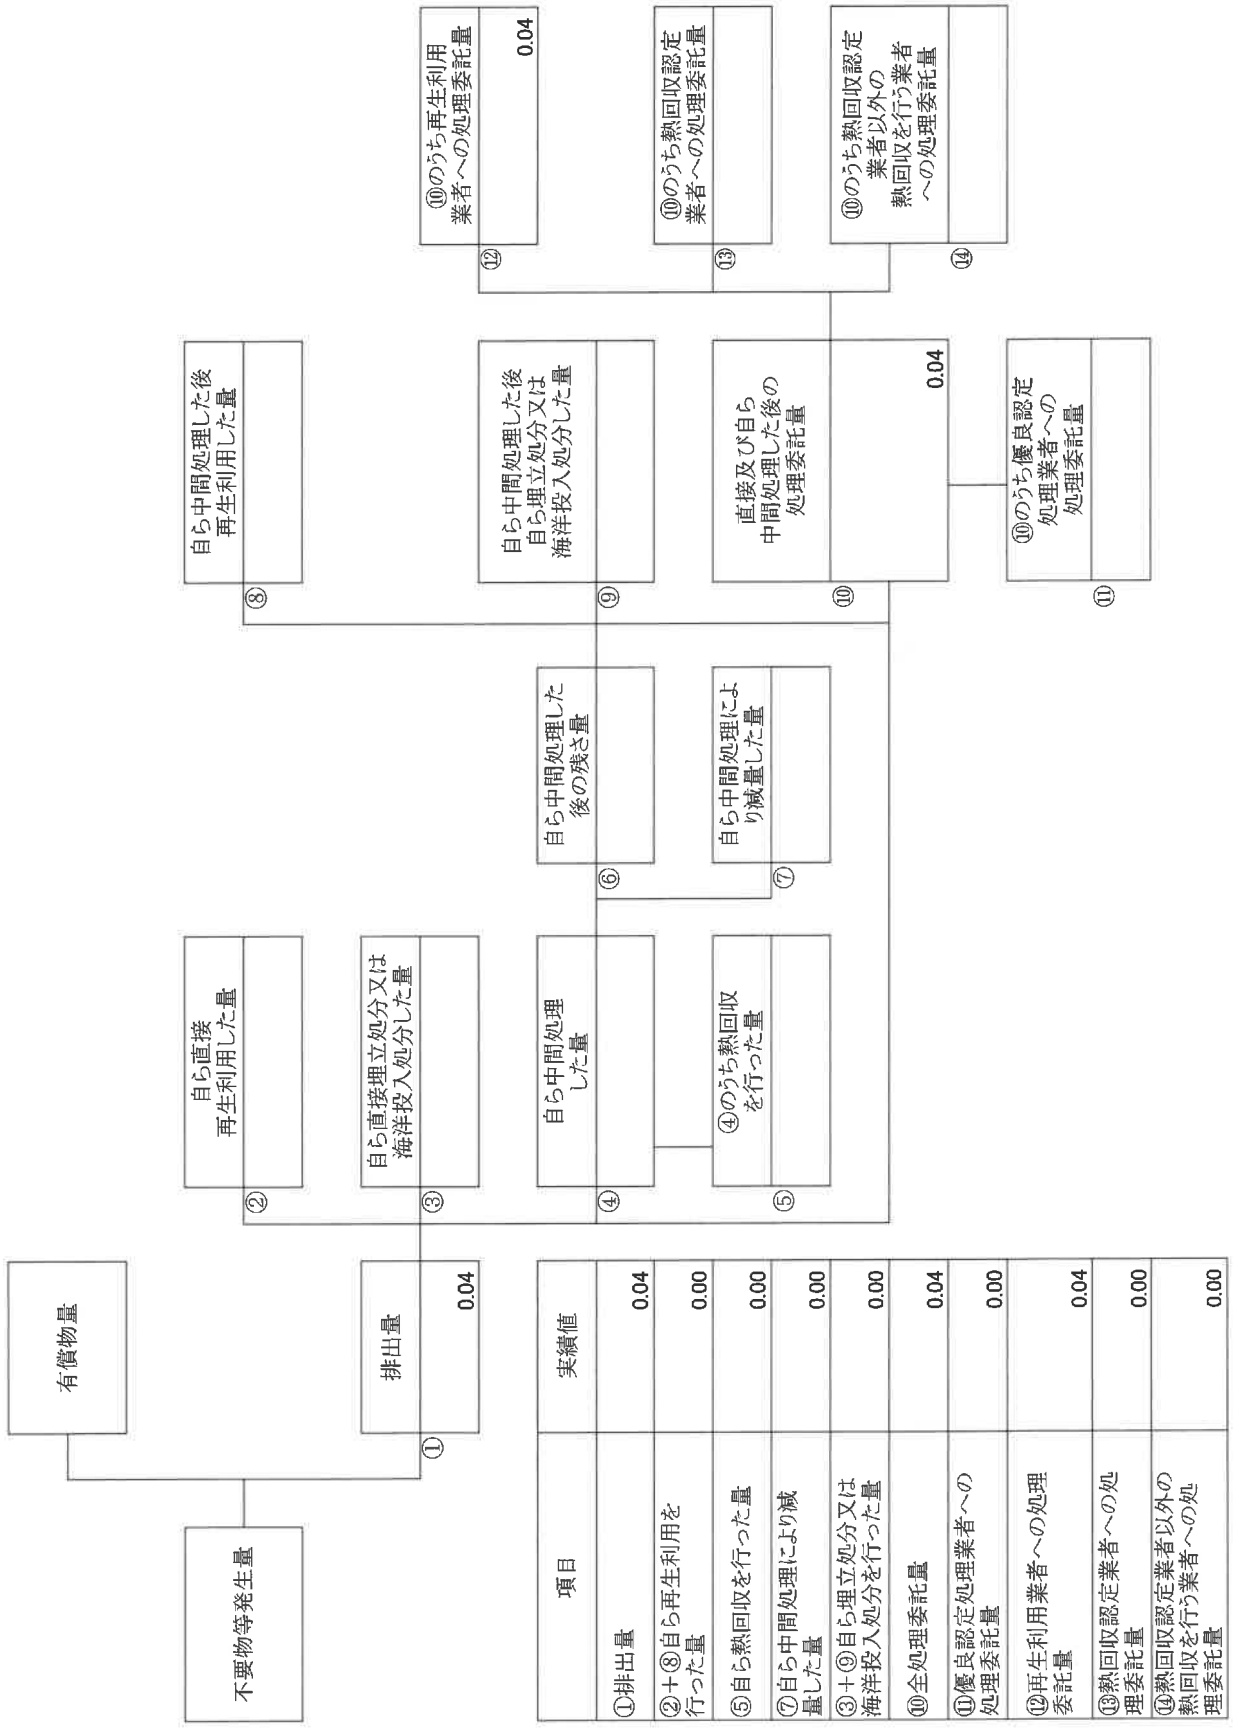 不要物等発生量
有償物量
排出量
①
0.04
自ら直接
再生利用した量
②
自ら直接埋立処分又は
海洋投入処分した量
③
自ら中間処理
した量
④
④のうち熱回収
を行った量
⑤
自ら中間処理した
後の残さ量
⑥
自ら中間処理によ
り減量した量
⑦
自ら中間処理した後
再生利用した量
⑧
自ら中間処理した後
自ら埋立処分又は
海洋投入処分した量
⑨
直接及び自ら
中間処理した後の
処理委託量
⑩
0.04
⑩のうち優良認定
処理業者への
処理委託量
⑪
⑩のうち再生利用
業者への処理委託量
⑫
0.04
⑩のうち熱回収認定
業者への処理委託量
⑬
⑩のうち熱回収認定
業者以外の
熱回収を行う業者
への処理委託量
⑭
項目 実績値
①排出量 0.04
②+⑧自ら再生利用を
行った量 0.00
⑤自ら熱回収を行った量 0.00
⑦自ら中間処理により減
量した量 0.00
③+⑨自ら埋立処分又は
海洋投入処分を行った量 0.00
⑩全処理委託量 0.04
⑪優良認定処理業者への
処理委託量 0.00
⑫再生利用業者への処理
委託量 0.04
⑬熱回収認定業者への処
理委託量 0.00
⑭熱回収認定業者以外の
熱回収を行う業者への処
理委託量 0.00